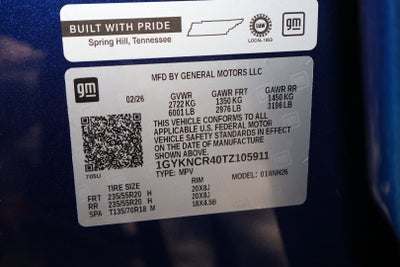 BUILT WITH PRIDE
Spring Hill, Tennessee
UAW
LOCAL 1853
gm
gm
MFD BY GENERAL MOTORS LLC
02/26
GVWR GAWR FRT GAWR RR
2722 KG 1350 KG 1450 KG
6001 LB 2976 LB 3196 LB
THIS VEHICLE CONFORMS TO ALL
APPLICABLE U.S. FEDERAL MOTOR
VEHICLE SAFETY STANDARDS IN EFFECT
ON THE DATE OF MANUFACTURE
SHOWN ABOVE.
1GYKNCR40TZ105911
70SU
TYPE: MPV MODEL: 016NH26
TIRE SIZE RIM
FRT 235/55R20 H 20X8J
RR 235/55R20 H 20X8J
SPA T135/70R18 M 18X4.5B